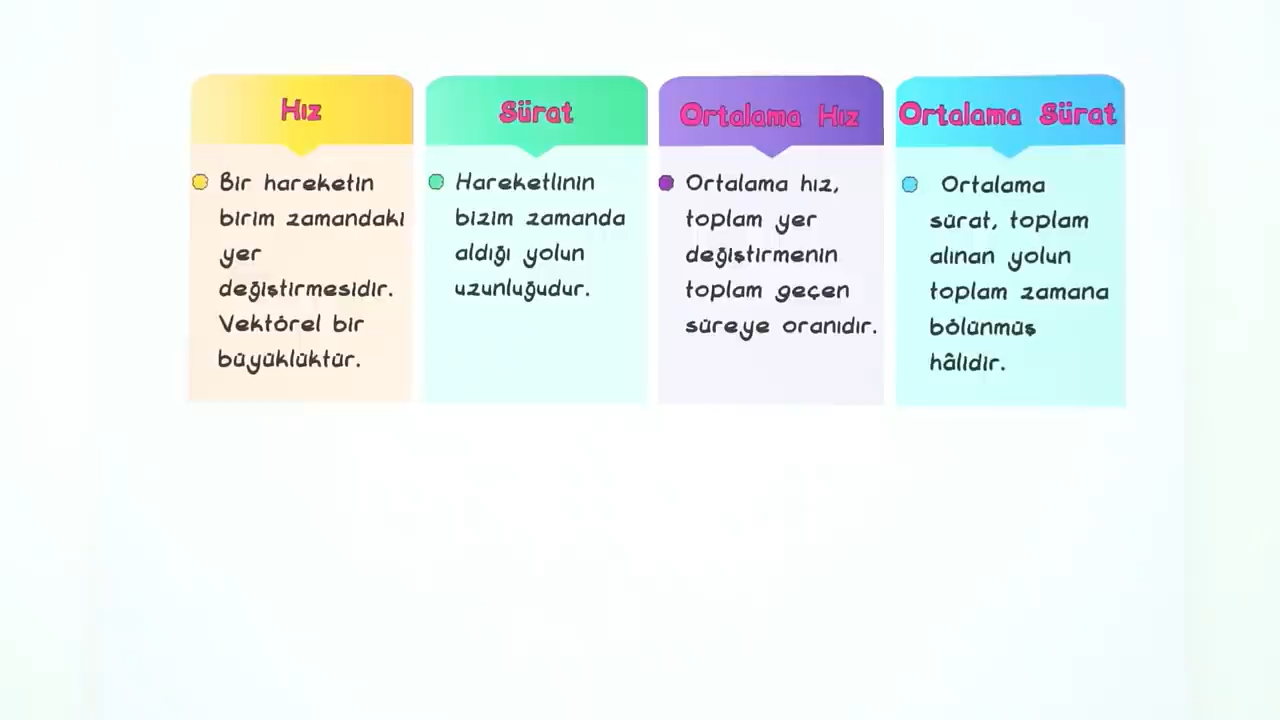 Hız
Bir hareketin
birim zamandaki
yer
değiştirmesidir.
Vektörel bir
büyüklüktür.
Sürat
Hareketlinin
bizim zamanda
aldığı yolun
uzunluğudur.
Ortalama Hız
Ortalama hız,
toplam yer
değiştirmenin
toplam geçen
süreye oranıdır.
Ortalama Sürat
Ortalama
sürat, toplam
alınan yolun
toplam zamana
bölünmüş
hâlidir.